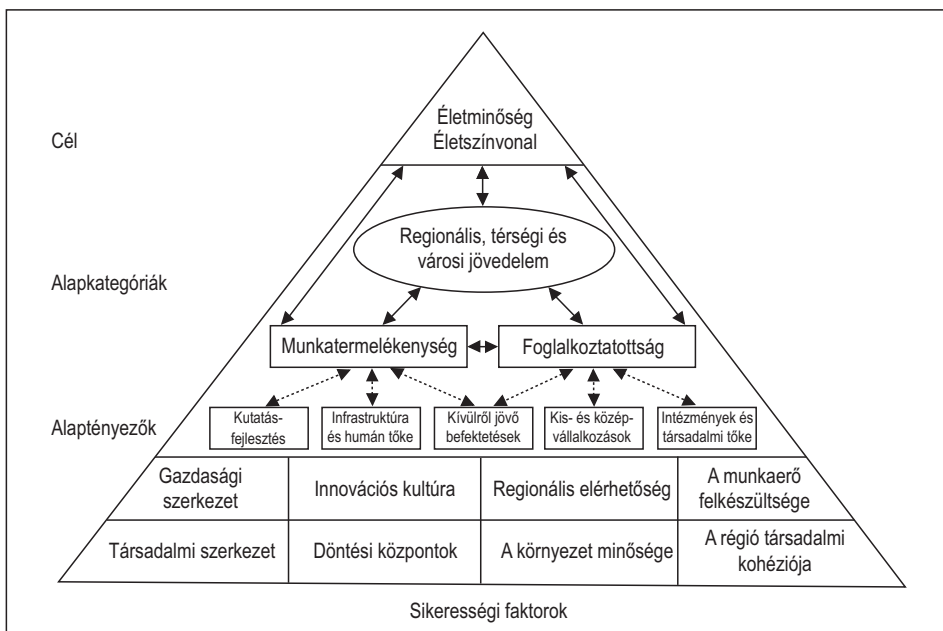 Életminőség
Életszínvonal
Cél
Regionális, térségi és
városi jövedelem
Alapkategóriák
Munkatermelékenység
Foglalkoztatottság
Alaptényezők
Kutatás-
fejlesztés
Infrastruktúra
és humán tőke
Kívülről jövő
befektetések
Kis- és közép-
vállalkozások
Intézmények és
társadalmi tőke
Gazdasági
szerkezet
Innovációs kultúra
Regionális elérhetőség
A munkaerő
felkészültsége
Társadalmi szerkezet
Döntési központok
A környezet minősége
A régió társadalmi
kohéziója
Sikerességi faktorok